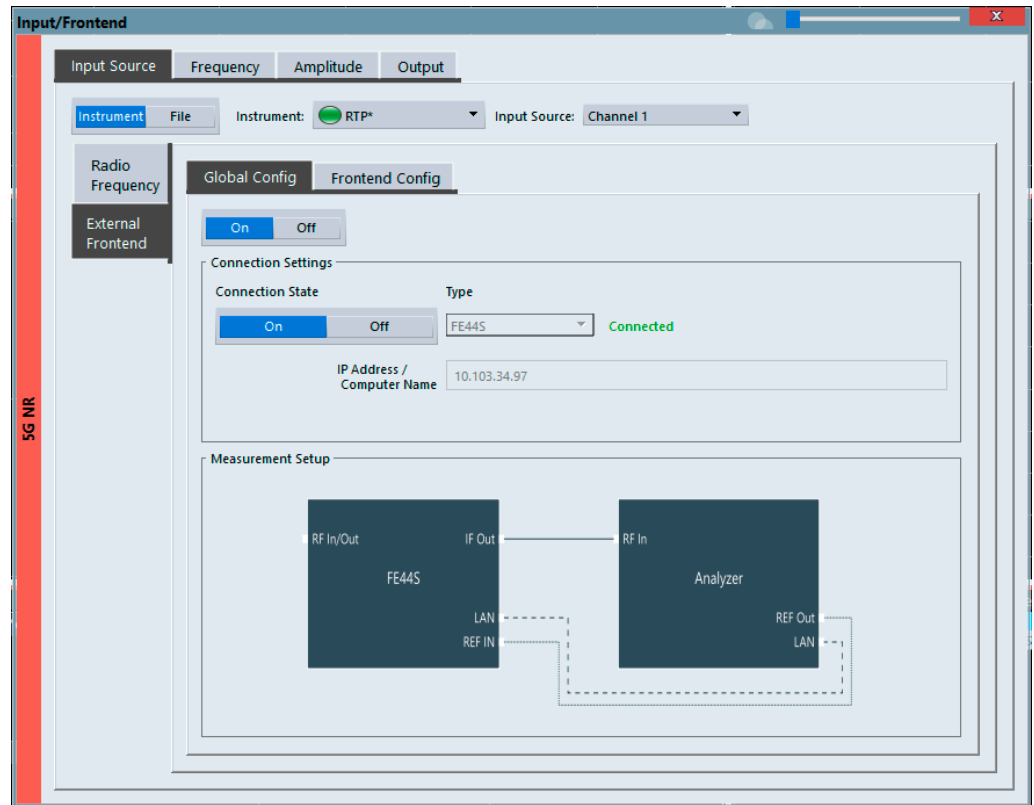 Input/Frontend
X
Input Source Frequency Amplitude Output
Instrument File Instrument: RTP* Input Source: Channel 1
Radio
Frequency
External
Frontend
Global Config Frontend Config
On Off
Connection Settings
Connection State Type
On Off FE44S Connected
IP Address /
Computer Name 10.103.34.97
5G NR
Measurement Setup
RF In/Out IF Out RF In
FE44S Analyzer
LAN REF Out
REF IN LAN